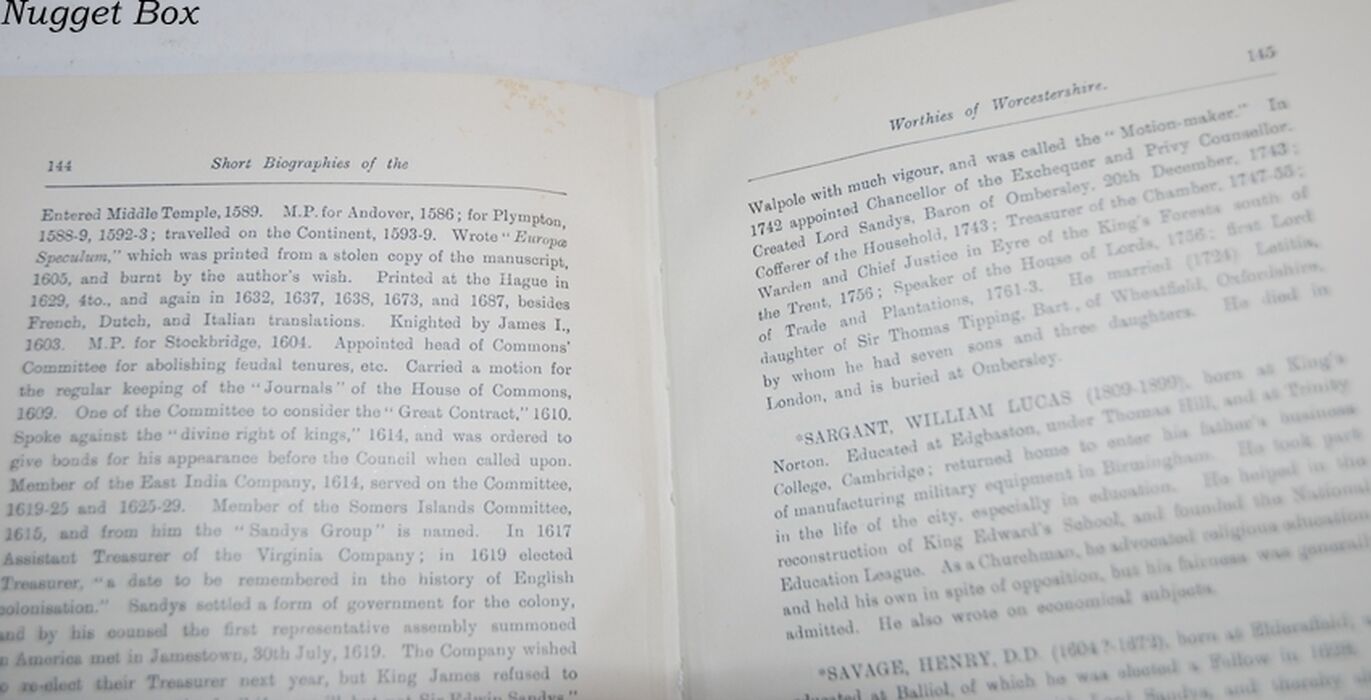 Nugget Box
144 Short Biographies of the
Entered Middle Temple, 1589. M.P. for Andover, 1586; for Plympton,
1588-9, 1592-3; travelled on the Continent, 1593-9. Wrote "Europæ
Speculum," which was printed from a stolen copy of the manuscript,
1605, and burnt by the author's wish. Printed at the Hague in
1629, 4to., and again in 1632, 1637, 1638, 1673, and 1687, besides
French, Dutch, and Italian translations. Knighted by James I.,
1603. M.P. for Stockbridge, 1604. Appointed head of Commons'
Committee for abolishing feudal tenures, etc. Carried a motion for
the regular keeping of the "Journals" of the House of Commons,
1609. One of the Committee to consider the "Great Contract," 1610.
Spoke against the "divine right of kings," 1614, and was ordered to
give bonds for his appearance before the Council when called upon.
Member of the East India Company, 1614, served on the Committee,
1619-25 and 1625-29. Member of the Somers Islands Committee,
1615, and from him the "Sandys Group" is named. In 1617
Assistant Treasurer of the Virginia Company; in 1619 elected
Treasurer, "a date to be remembered in the history of English
colonisation." Sandys settled a form of government for the colony,
and by his counsel the first representative assembly summoned
in America met in Jamestown, 30th July, 1619. The Company wished
to re-elect their Treasurer next year, but King James refused to
Worthies of Worcestershire. 145
Walpole with much vigour, and was called the "Motion-maker." In
1742 appointed Chancellor of the Exchequer and Privy Counsellor.
Created Lord Sandys, Baron of Ombersley, 20th December, 1743;
Cofferer of the Household, 1743; Treasurer of the Chamber, 1747-55;
Warden and Chief Justice in Eyre of the King's Forests south of
the Trent, 1756; Speaker of the House of Lords, 1756; first Lord
of Trade and Plantations, 1761-3. He married (1724) Letitia,
daughter of Sir Thomas Tipping, Bart., of Wheatfield, Oxfordshire,
by whom he had seven sons and three daughters. He died in
London, and is buried at Ombersley.
*SARGANT, WILLIAM LUCAS (1809-1899), born at King's
Norton. Educated at Edgbaston, under Thomas Hill, and at Trinity
College, Cambridge; returned home to enter his father's business
of manufacturing military equipment in Birmingham. He took part
in the life of the city, especially in education. He helped in the
reconstruction of King Edward's School, and founded the National
Education League. As a Churchman, he advocated religious education
and held his own in spite of opposition, but his fairness was generall
admitted. He also wrote on economical subjects.
*SAVAGE, HENRY, D.D. (1604?-1672), born at Eldersfield,
educated at Balliol, of which he was elected a Fellow in 1628.